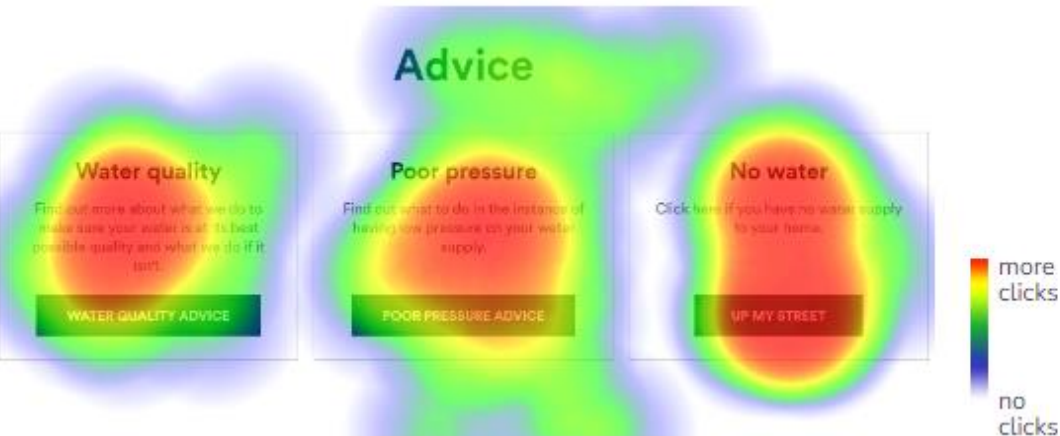 Advice
Water quality
Find out more about what we do to
make sure your water is at its best
possible quality and what we do if it
isn't.
WATER QUALITY ADVICE
Poor pressure
Find out what to do in the instance of
having low pressure on your water
supply.
POOR PRESSURE ADVICE
No water
Click here if you have no water supply
to your home.
UP MY STREET
more
clicks
no
clicks